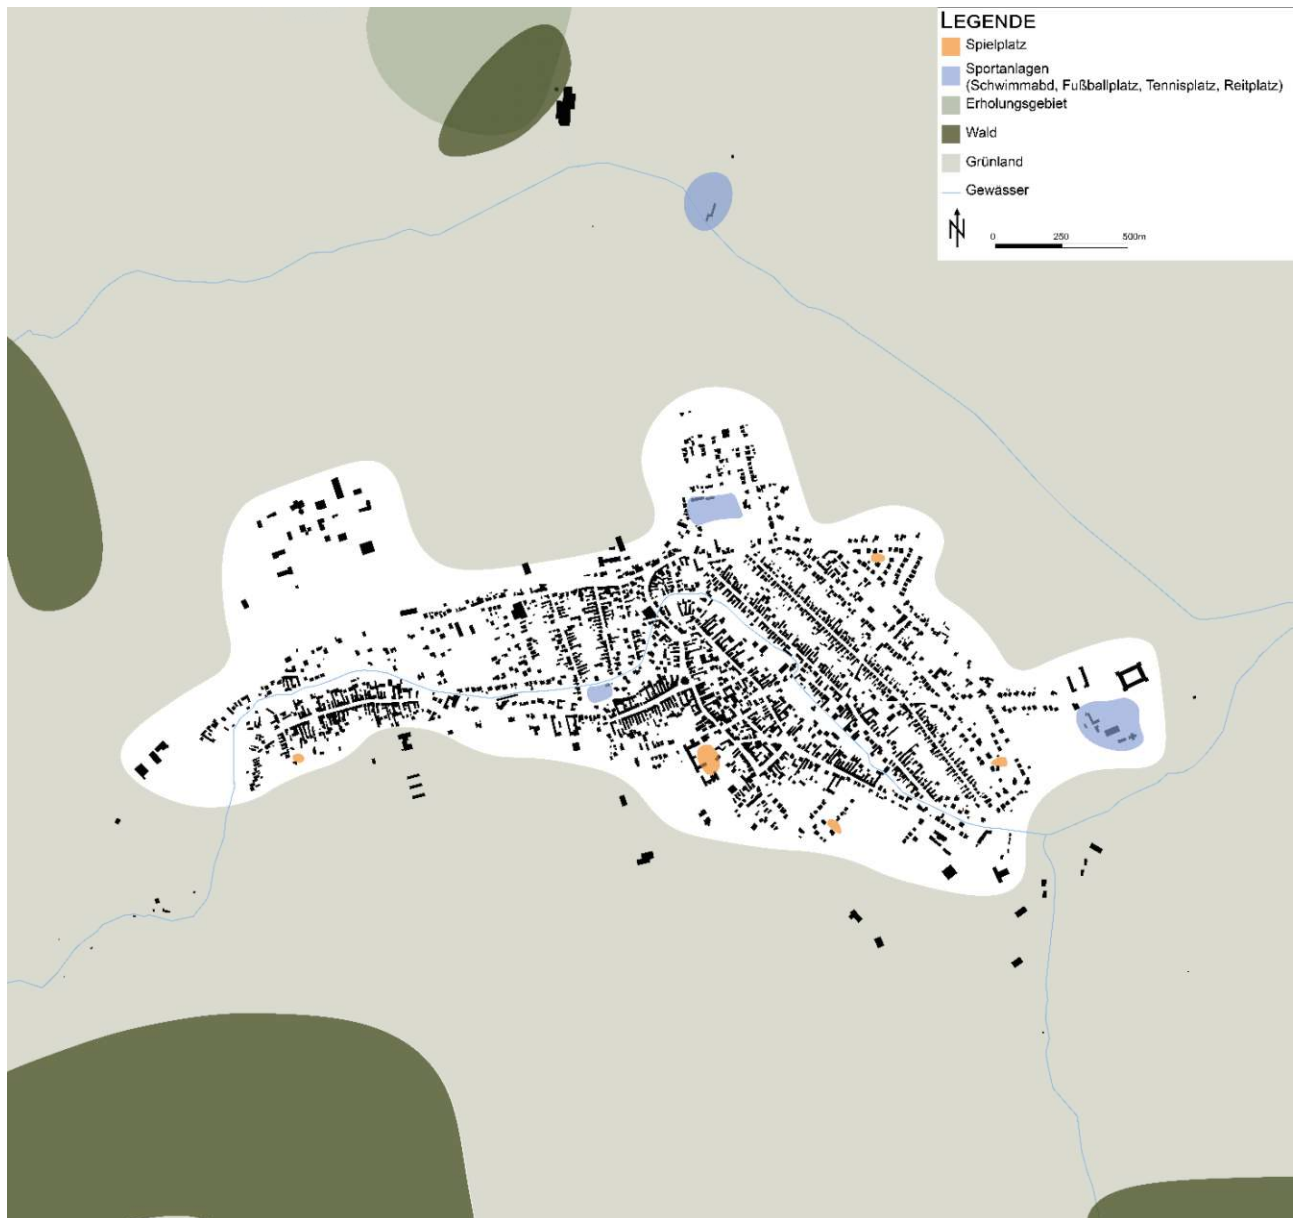 LEGENDE
Spielplatz
Sportanlagen
(Schwimmabd, Fußballplatz, Tennisplatz, Reitplatz)
Erholungsgebiet
Wald
Grünland
Gewässer
N
0 250 500m